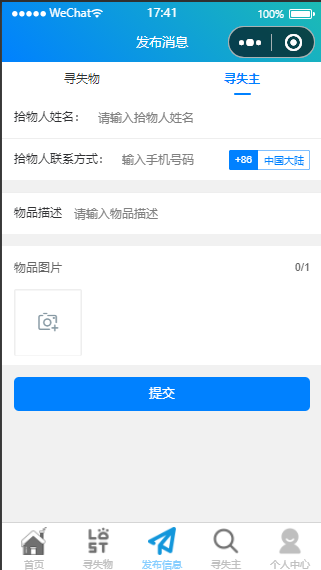 WeChat 17:41 100%
发布消息
寻失物 寻失主
拾物人姓名： 请输入拾物人姓名
拾物人联系方式： 输入手机号码 +86 中国大陆
物品描述 请输入物品描述
物品图片 0/1
提交
LOST
首页 寻失物 发布信息 寻失主 个人中心